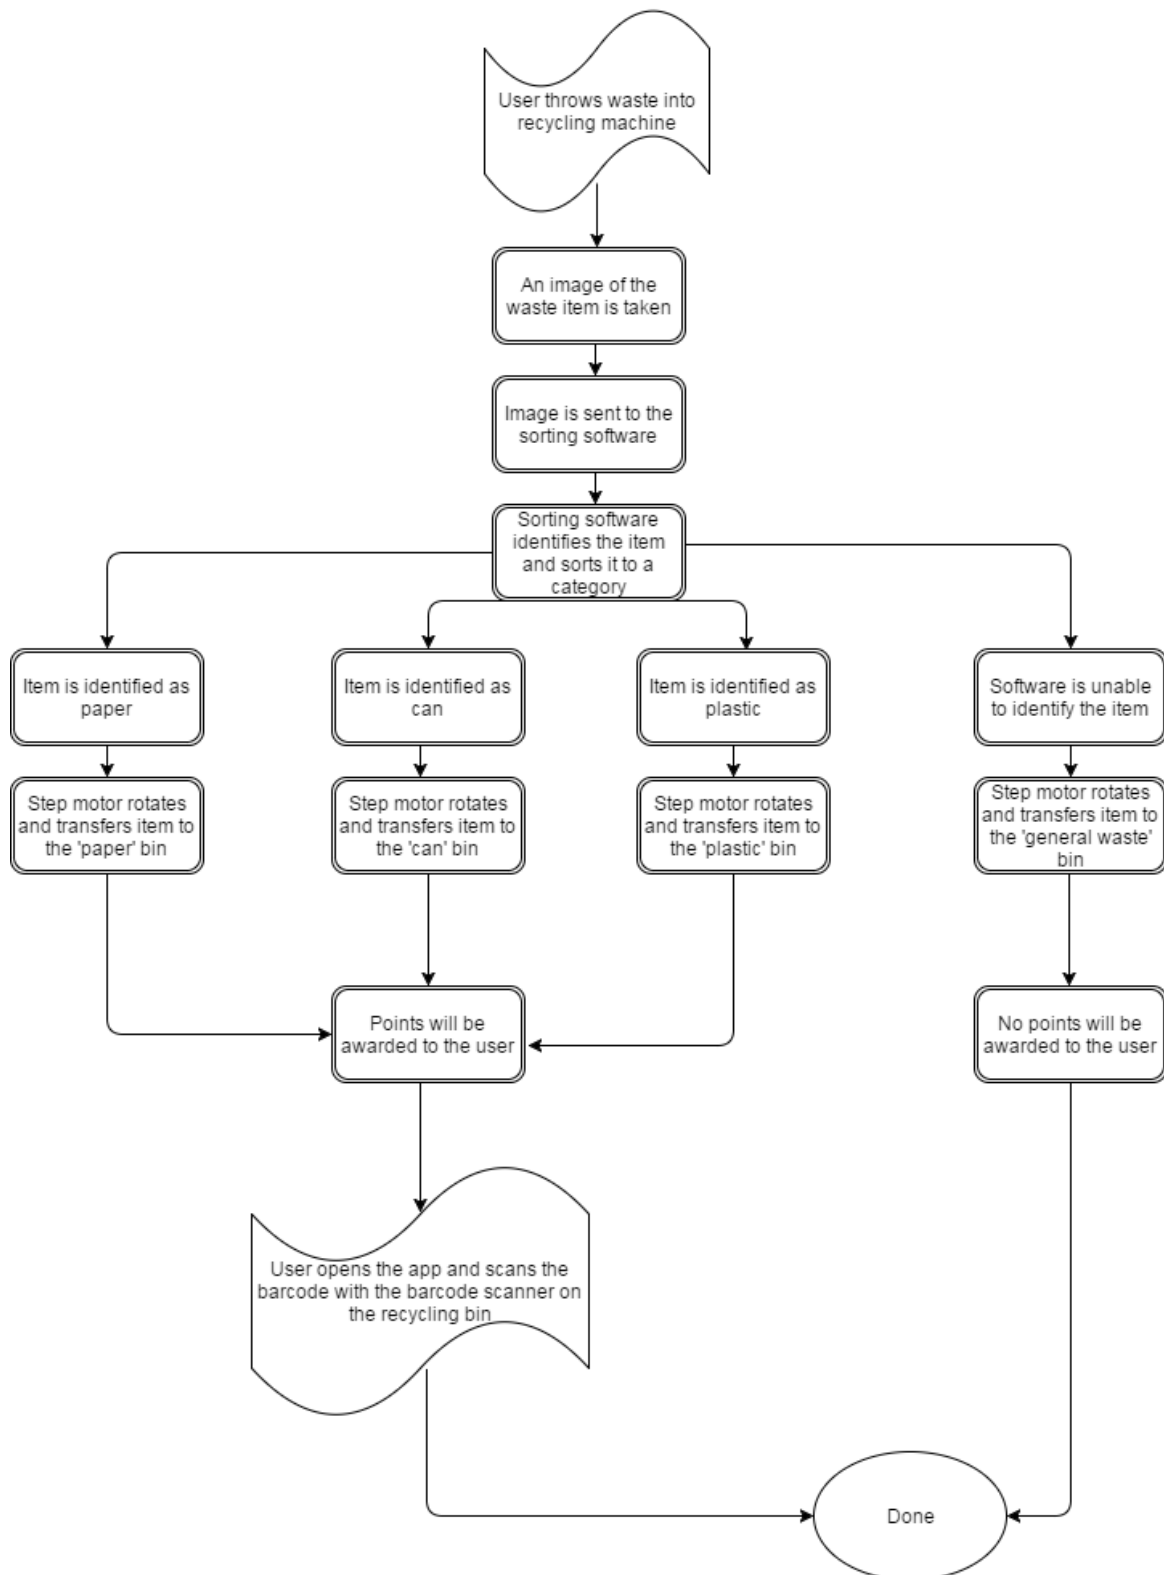 User throws waste into
recycling machine
An image of the
waste item is taken
Image is sent to the
sorting software
Sorting software
identifies the item
and sorts it to a
category
Item is identified as
paper
Item is identified as
can
Item is identified as
plastic
Software is unable
to identify the item
Step motor rotates
and transfers item to
the 'paper' bin
Step motor rotates
and transfers item to
the 'can' bin
Step motor rotates
and transfers item to
the 'plastic' bin
Step motor rotates
and transfers item to
the 'general waste'
bin
Points will be
awarded to the user
No points will be
awarded to the user
User opens the app and scans the
barcode with the barcode scanner on
the recycling bin
Done